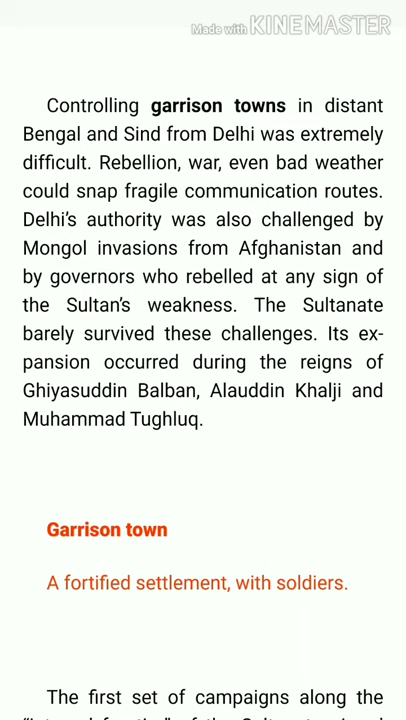 Made with KINEMASTER
Controlling garrison towns in distant
Bengal and Sind from Delhi was extremely
difficult. Rebellion, war, even bad weather
could snap fragile communication routes.
Delhi’s authority was also challenged by
Mongol invasions from Afghanistan and
by governors who rebelled at any sign of
the Sultan’s weakness. The Sultanate
barely survived these challenges. Its ex-
pansion occurred during the reigns of
Ghiyasuddin Balban, Alauddin Khalji and
Muhammad Tughluq.
Garrison town
A fortified settlement, with soldiers.
The first set of campaigns along the